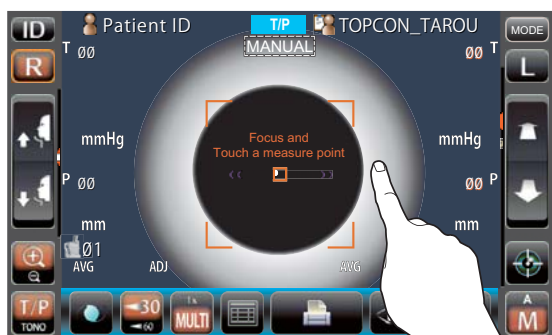 ID
Patient ID
T/P
TOPCON_TAROU
MODE
MANUAL
R
T 00
00 T
L
Focus and
Touch a measure point
mmHg
mmHg
P 00
00 P
mm
mm
01
AVG
ADJ
AVG
T/P
TONO
30
60
MULTI
A
M